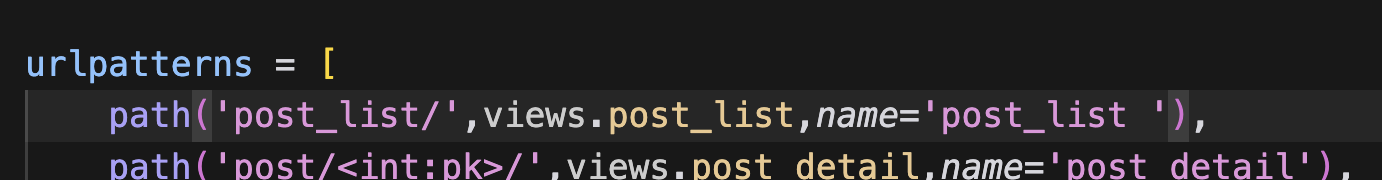 urlpatterns = [
path('post_list/',views.post_list,name='post_list '),
path('post/<int:pk>/',views.post_detail,name='post_detail'),